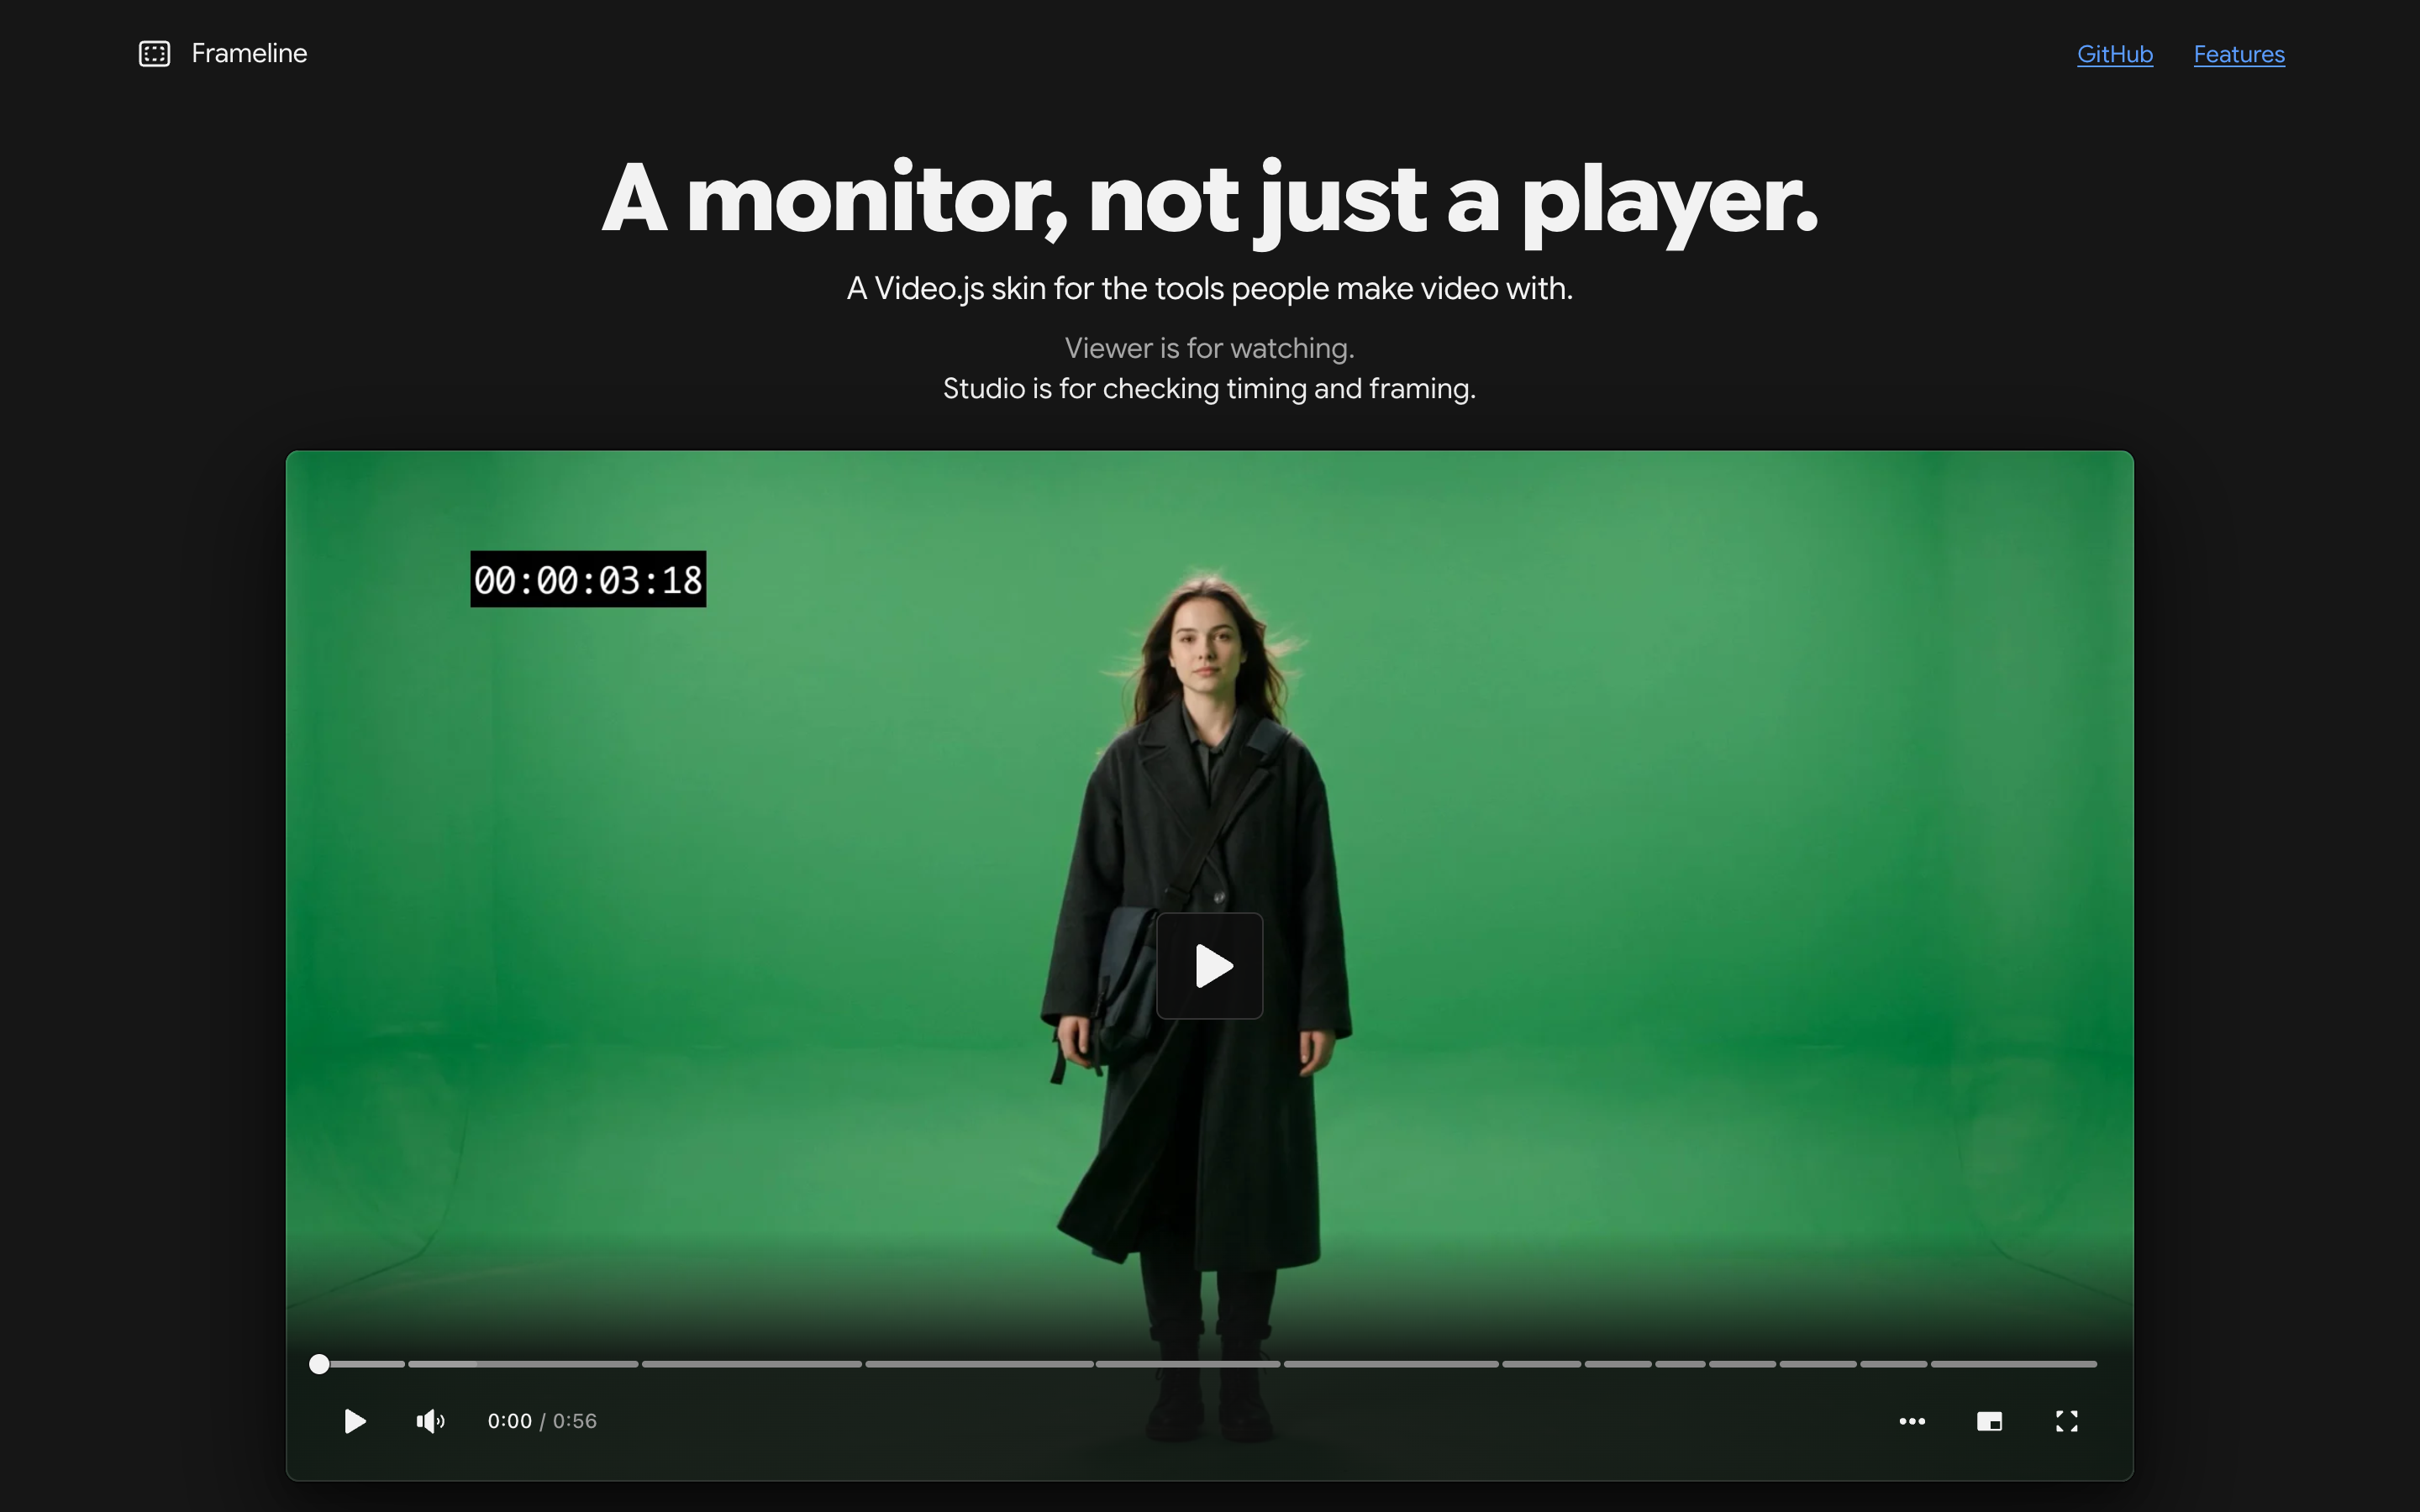 Frameline
GitHub Features
A monitor, not just a player.
A Video.js skin for the tools people make video with.
Viewer is for watching.
Studio is for checking timing and framing.
00:00:03:18
0:00 / 0:56